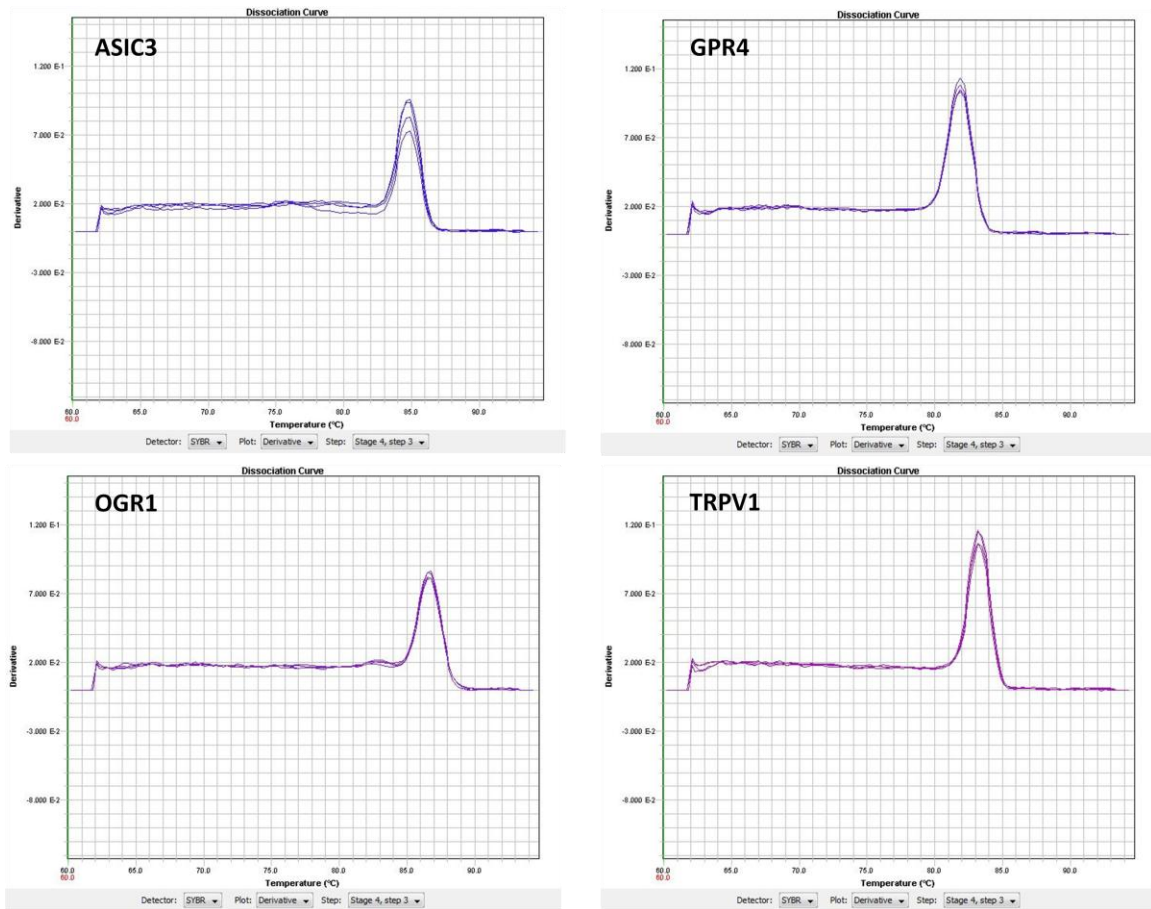 Dissociation Curve
ASIC3
1.200 E-1
7.000 E-2
Derivative
2.000 E-2
-3.000 E-2
-8.000 E-2
60.0 65.0 70.0 75.0 80.0 85.0 90.0
60.0
Temperature (°C)
Detector: SYBR Plot: Derivative Step: Stage 4, step 3
Dissociation Curve
GPR4
1.200 E-1
7.000 E-2
Derivative
2.000 E-2
-3.000 E-2
-8.000 E-2
60.0 65.0 70.0 75.0 80.0 85.0 90.0
60.0
Temperature (°C)
Detector: SYBR Plot: Derivative Step: Stage 4, step 3
Dissociation Curve
OGR1
1.200 E-1
7.000 E-2
Derivative
2.000 E-2
-3.000 E-2
-8.000 E-2
60.0 65.0 70.0 75.0 80.0 85.0 90.0
60.0
Temperature (°C)
Detector: SYBR Plot: Derivative Step: Stage 4, step 3
Dissociation Curve
TRPV1
1.200 E-1
7.000 E-2
Derivative
2.000 E-2
-3.000 E-2
-8.000 E-2
60.0 65.0 70.0 75.0 80.0 85.0 90.0
60.0
Temperature (°C)
Detector: SYBR Plot: Derivative Step: Stage 4, step 3